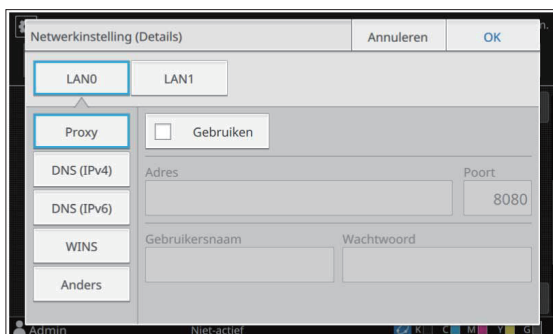 Netwerkinstelling (Details) Annuleren OK
LAN0 LAN1
Proxy Gebruiken
DNS (IPv4) Adres Poort
8080
DNS (IPv6)
WINS Gebruikersnaam Wachtwoord
Anders
Admin Niet-actief K C M Y G